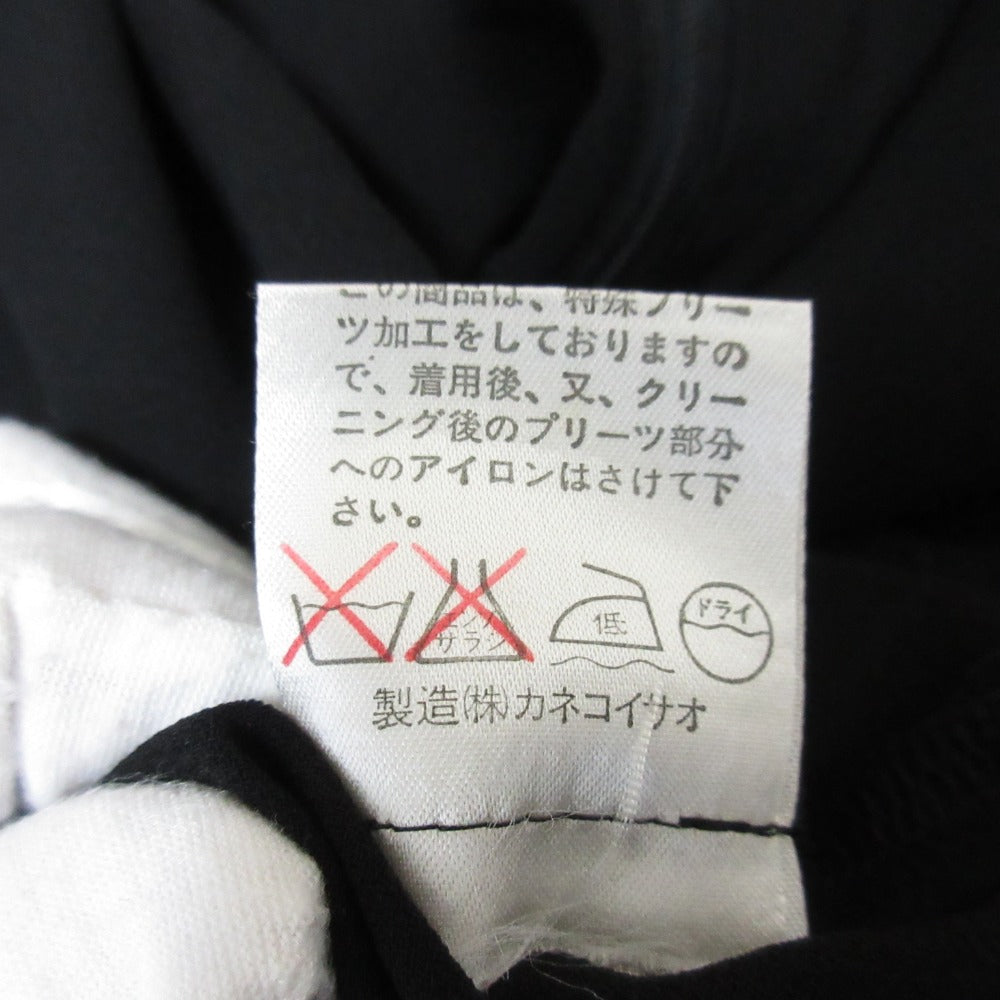 この商品は、特殊プリー
ツ加工をしておりますの
で、着用後、又、クリー
ニング後のプリーツ部分
へのアイロンはさけて下
さい。
エンソ
サラシ
低
ドライ
製造(株)カネコイサオ